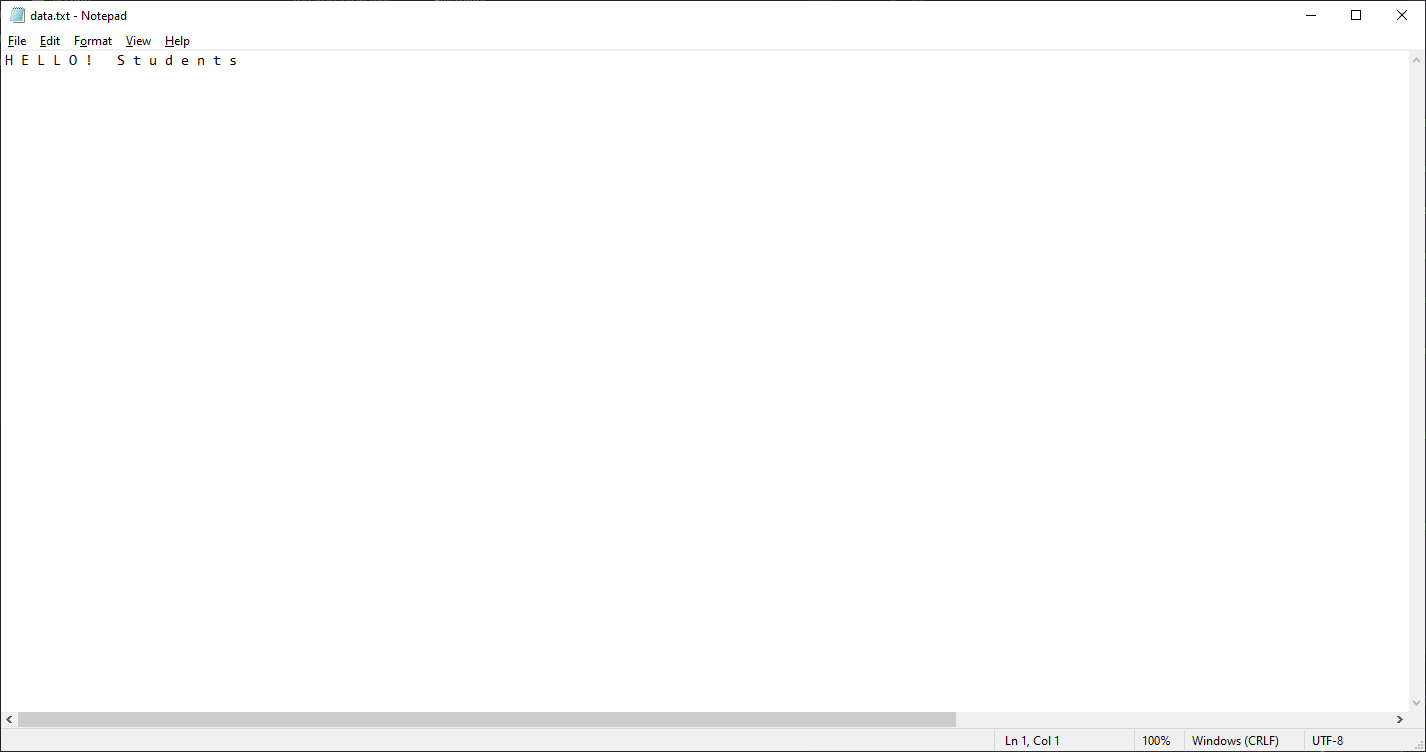 data.txt - Notepad
File Edit Format View Help
H E L L O !   S t u d e n t s
Ln 1, Col 1 100% Windows (CRLF) UTF-8